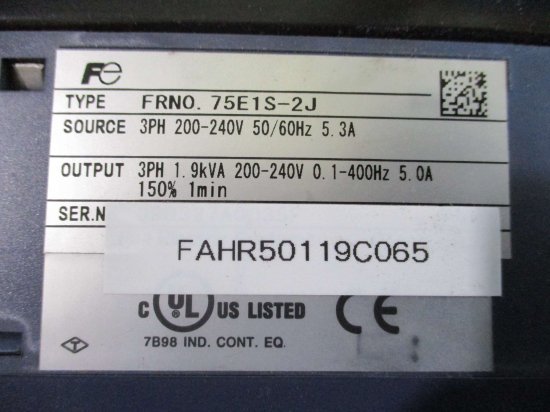 Fe
TYPE FRN0.75E1S-2J
SOURCE 3PH 200-240V 50/60Hz 5.3A
OUTPUT 3PH 1.9kVA 200-240V 0.1-400Hz 5.0A
150% 1min
SER.N
FAHR50119C065
C UL US LISTED CE
7B98 IND. CONT. EQ.
T